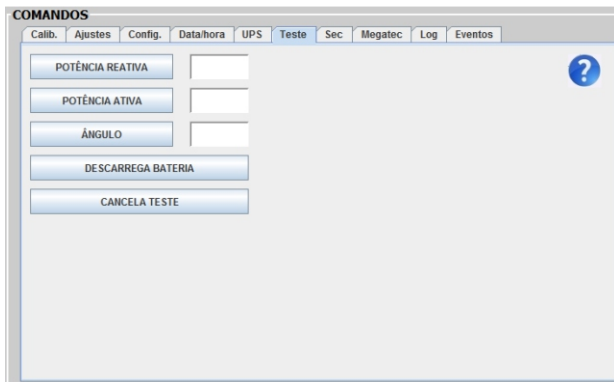 COMANDOS
Calib. Ajustes Config. Data/hora UPS Teste Sec Megatec Log Eventos
POTÊNCIA REATIVA
?
POTÊNCIA ATIVA
ÂNGULO
DESCARREGA BATERIA
CANCELA TESTE